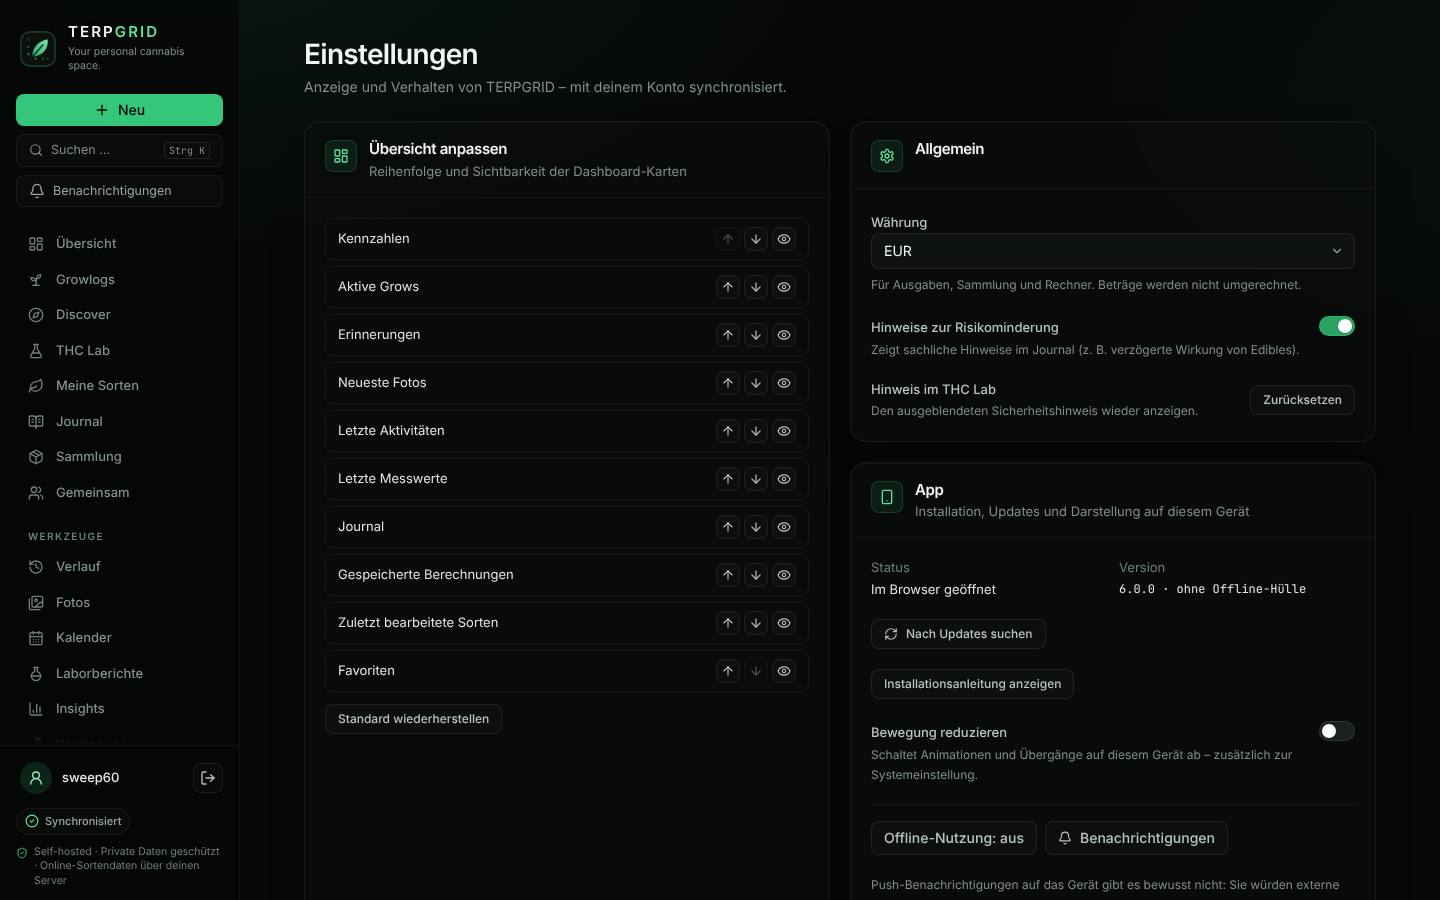 TERPGRID
Your personal cannabis
space.
Neu
Suchen ...
Strg K
Benachrichtigungen
Übersicht
Growlogs
Discover
THC Lab
Meine Sorten
Journal
Sammlung
Gemeinsam
WERKZEUGE
Verlauf
Fotos
Kalender
Laborberichte
Insights
sweep60
Synchronisiert
Self-hosted · Private Daten geschützt
· Online-Sortendaten über deinen
Server
Einstellungen
Anzeige und Verhalten von TERPGRID – mit deinem Konto synchronisiert.
Übersicht anpassen
Reihenfolge und Sichtbarkeit der Dashboard-Karten
Kennzahlen
Aktive Grows
Erinnerungen
Neueste Fotos
Letzte Aktivitäten
Letzte Messwerte
Journal
Gespeicherte Berechnungen
Zuletzt bearbeitete Sorten
Favoriten
Standard wiederherstellen
Allgemein
Währung
EUR
Für Ausgaben, Sammlung und Rechner. Beträge werden nicht umgerechnet.
Hinweise zur Risikominderung
Zeigt sachliche Hinweise im Journal (z. B. verzögerte Wirkung von Edibles).
Hinweis im THC Lab
Den ausgeblendeten Sicherheitshinweis wieder anzeigen.
Zurücksetzen
App
Installation, Updates und Darstellung auf diesem Gerät
Status
Version
Im Browser geöffnet
6.0.0 · ohne Offline-Hülle
Nach Updates suchen
Installationsanleitung anzeigen
Bewegung reduzieren
Schaltet Animationen und Übergänge auf diesem Gerät ab – zusätzlich zur
Systemeinstellung.
Offline-Nutzung: aus
Benachrichtigungen
Push-Benachrichtigungen auf das Gerät gibt es bewusst nicht: Sie würden externe